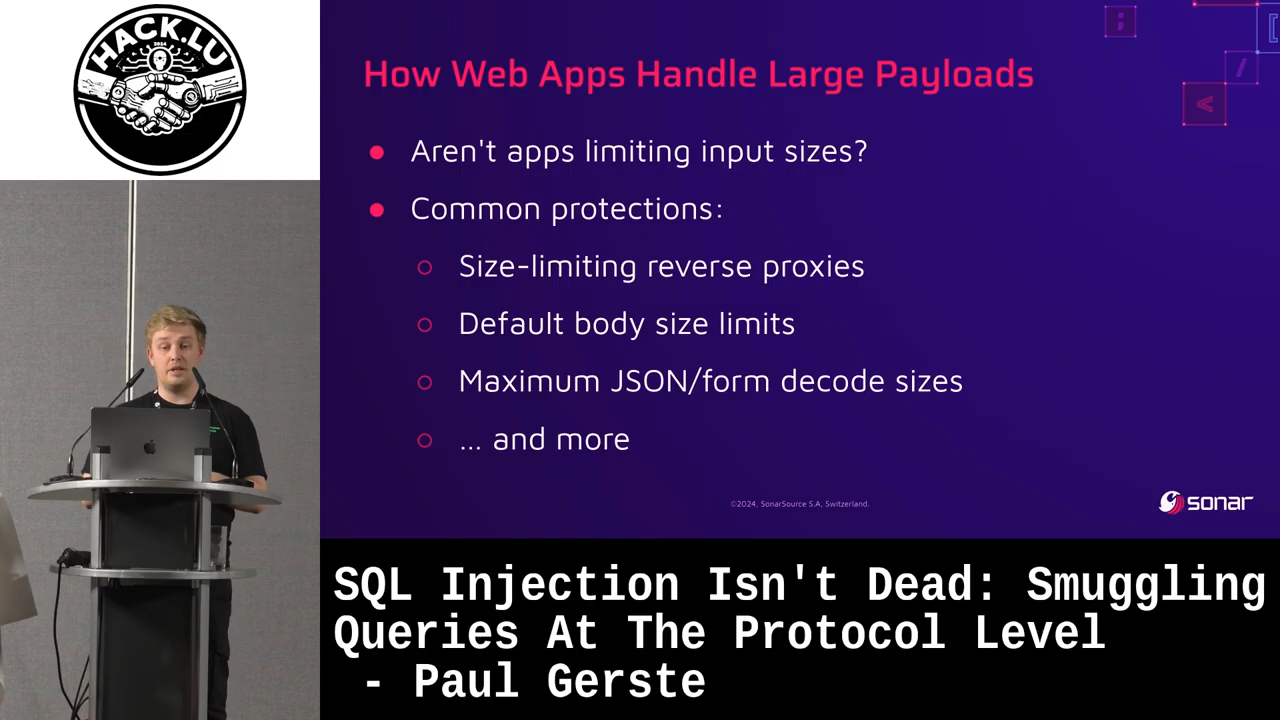 HACK.LU
2024
How Web Apps Handle Large Payloads
; [
/
<
● Aren't apps limiting input sizes?
● Common protections:
○ Size-limiting reverse proxies
○ Default body size limits
○ Maximum JSON/form decode sizes
○ ... and more
©2024, SonarSource S.A, Switzerland.
sonar
SQL Injection Isn't Dead: Smuggling
Queries At The Protocol Level
- Paul Gerste